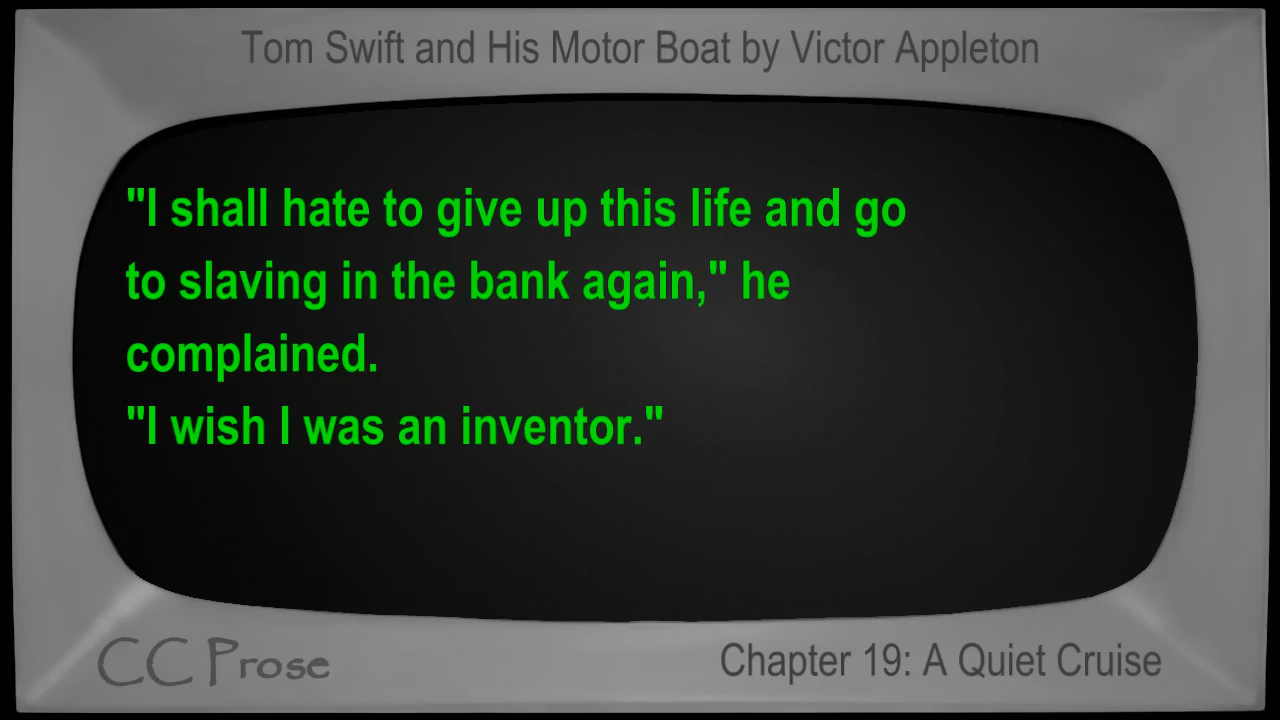 Tom Swift and His Motor Boat by Victor Appleton
"I shall hate to give up this life and go
to slaving in the bank again," he
complained.
"I wish I was an inventor."
CC Prose
Chapter 19: A Quiet Cruise